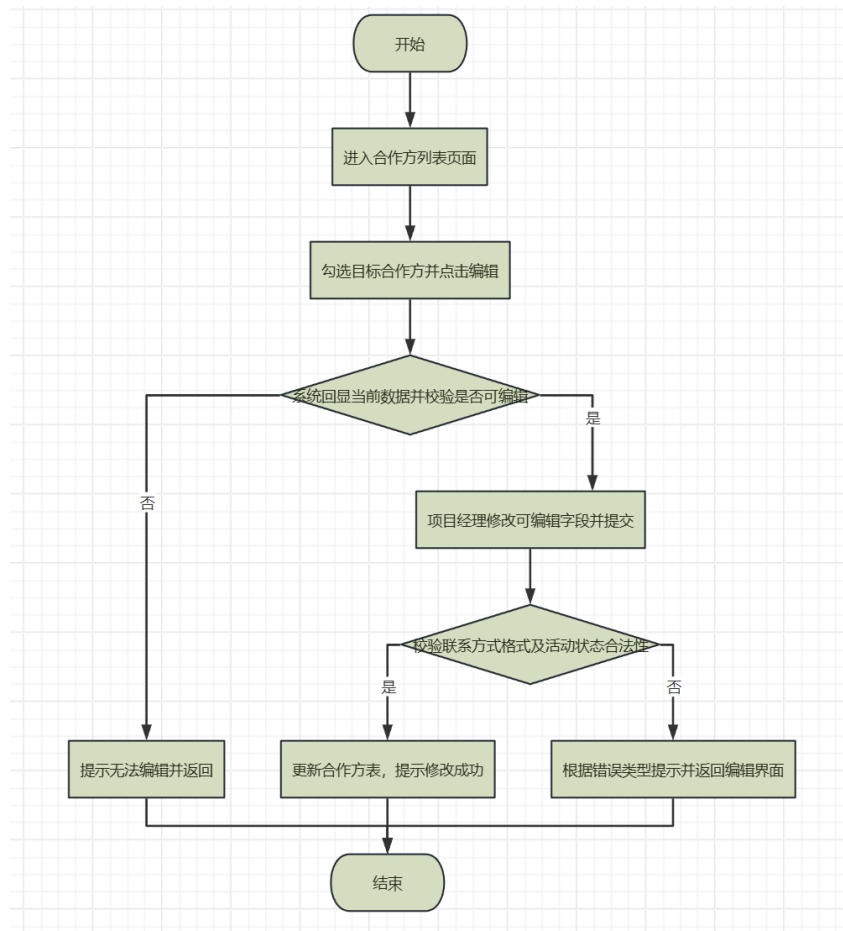 开始
进入合作方列表页面
勾选目标合作方并点击编辑
系统回显当前数据并校验是否可编辑
是
否
项目经理修改可编辑字段并提交
校验联系方式格式及活动状态合法性
是
否
提示无法编辑并返回
更新合作方表，提示修改成功
根据错误类型提示并返回编辑界面
结束